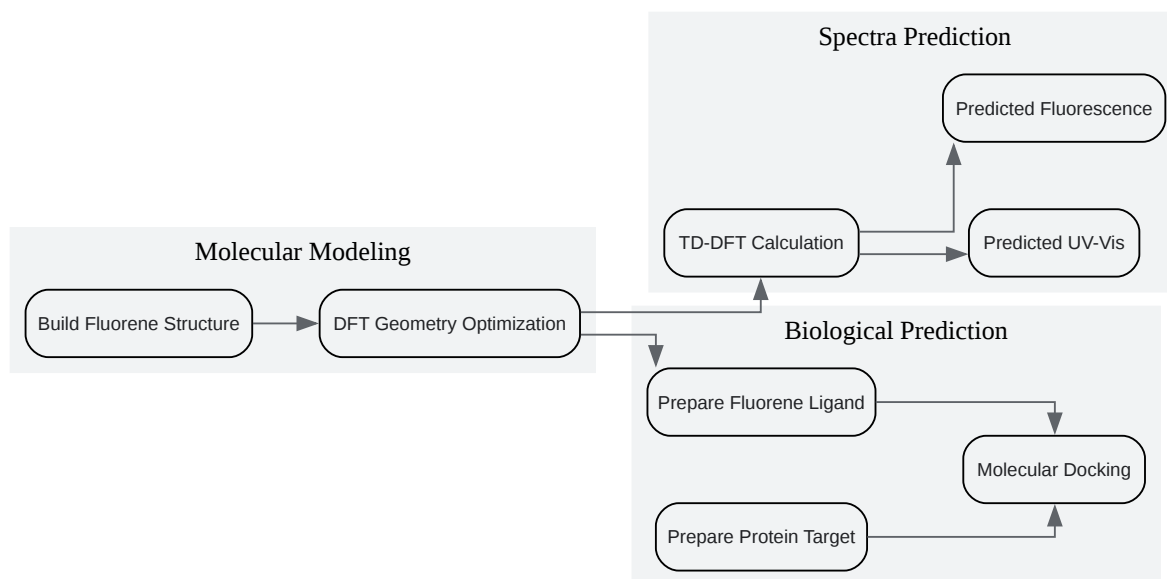 Spectra Prediction
Predicted Fluorescence
TD-DFT Calculation
Predicted UV-Vis
Molecular Modeling
Build Fluorene Structure
DFT Geometry Optimization
Biological Prediction
Prepare Fluorene Ligand
Molecular Docking
Prepare Protein Target